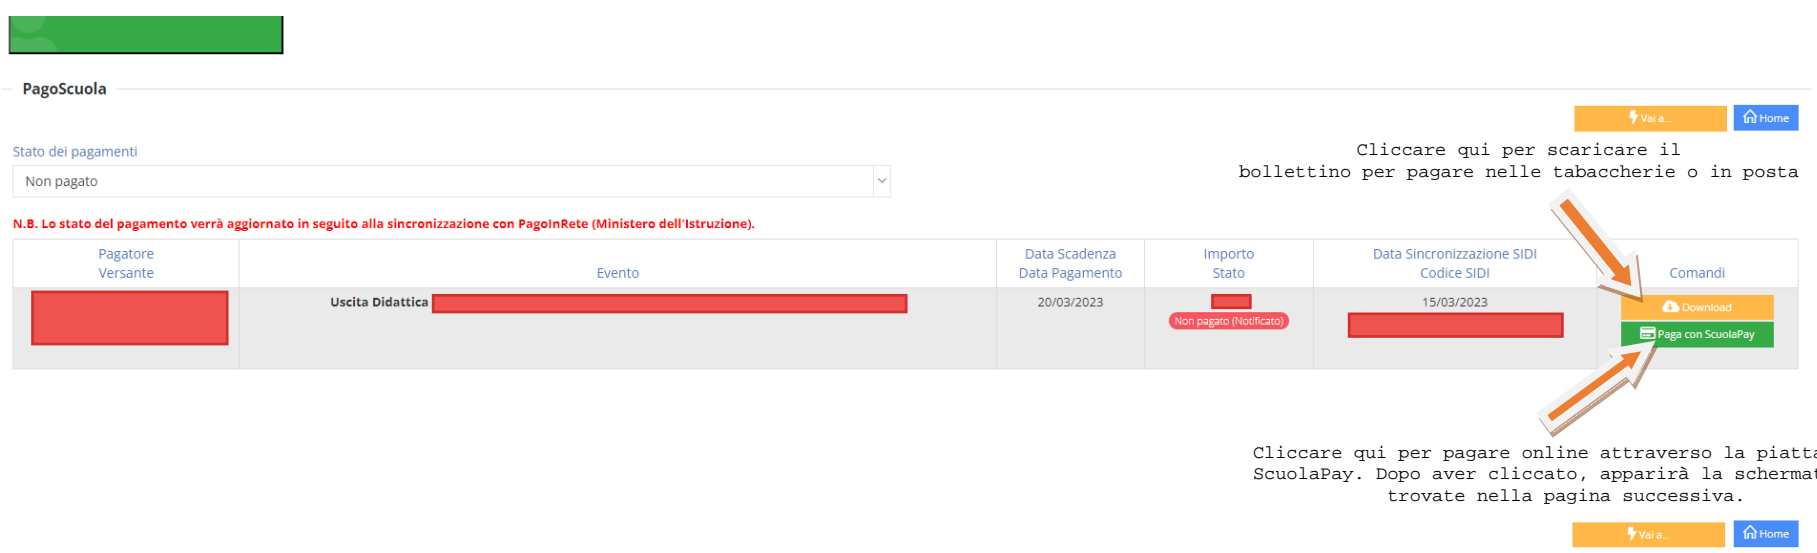 PagoScuola
Vai a...
Home
Stato dei pagamenti
Non pagato
Cliccare qui per scaricare il
bollettino per pagare nelle tabaccherie o in posta
N.B. Lo stato del pagamento verrà aggiornato in seguito alla sincronizzazione con PagoInRete (Ministero dell'Istruzione).
Pagatore
Versante
Evento
Data Scadenza
Data Pagamento
Importo
Stato
Data Sincronizzazione SIDI
Codice SIDI
Comandi
Uscita Didattica
20/03/2023
Non pagato (Notificato)
15/03/2023
Download
Paga con ScuolaPay
Cliccare qui per pagare online attraverso la piatta
ScuolaPay. Dopo aver cliccato, apparirà la schermat
trovate nella pagina successiva.
Vai a...
Home